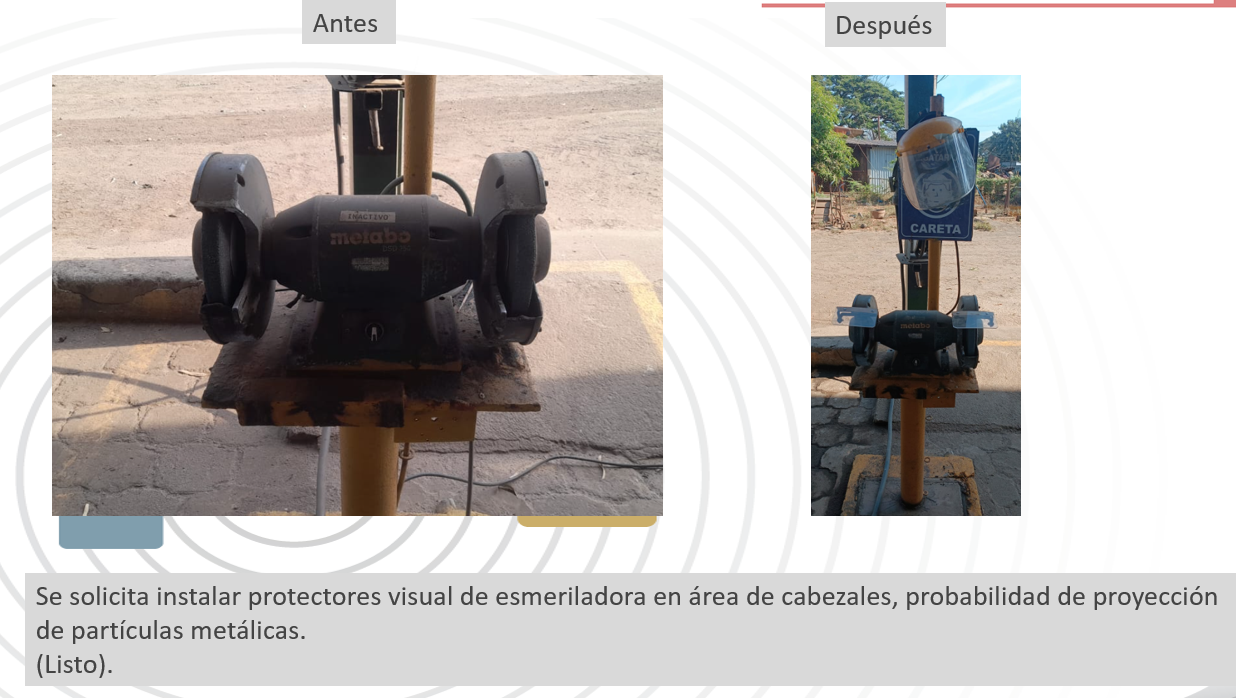 Antes
Después
INACTIVO
metabo
CARETA
metabo
Se solicita instalar protectores visual de esmeriladora en área de cabezales, probabilidad de proyección
de partículas metálicas.
(Listo).